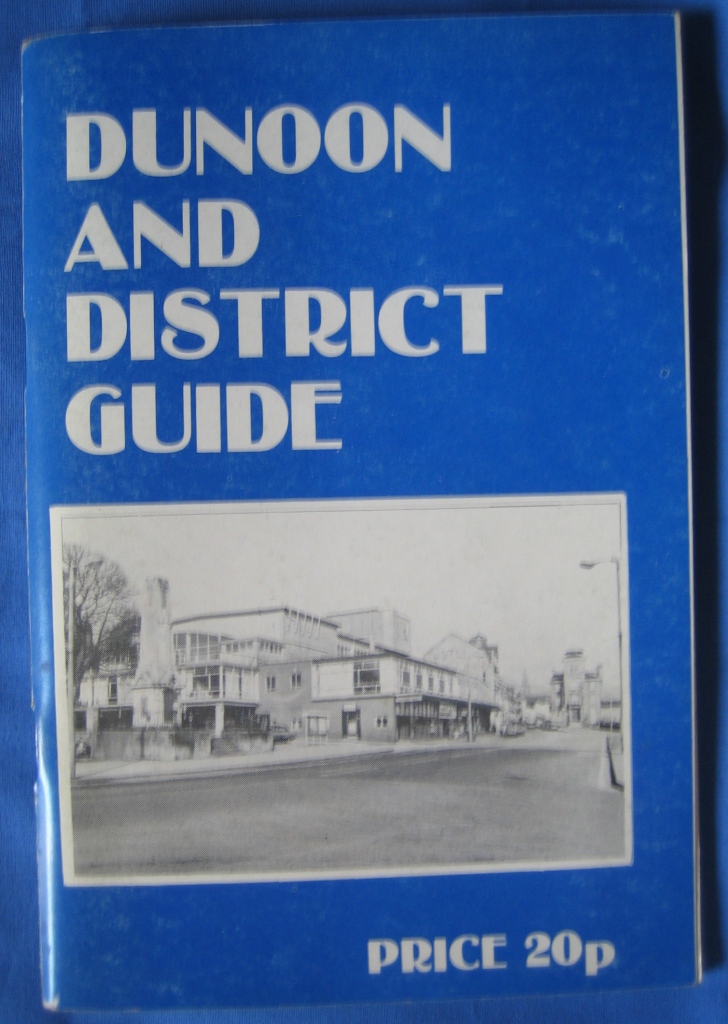 DUNOON
AND
DISTRICT
GUIDE
PRICE 20p